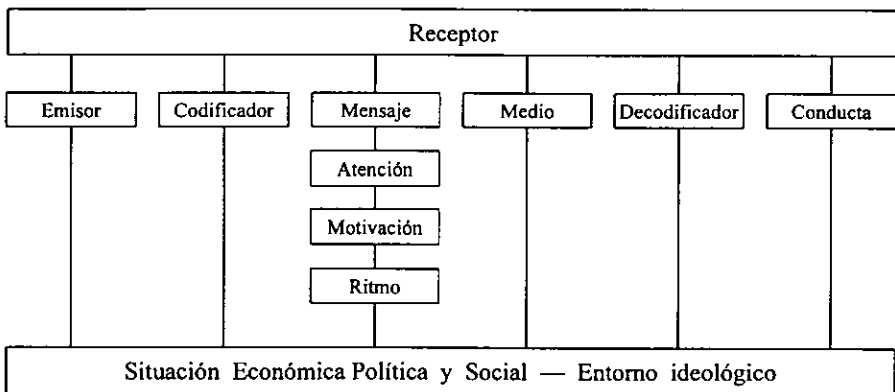 Receptor
Emisor Codificador Mensaje Medio Decodificador Conducta
Atención
Motivación
Ritmo
Situación Económica Política y Social — Entorno ideológico